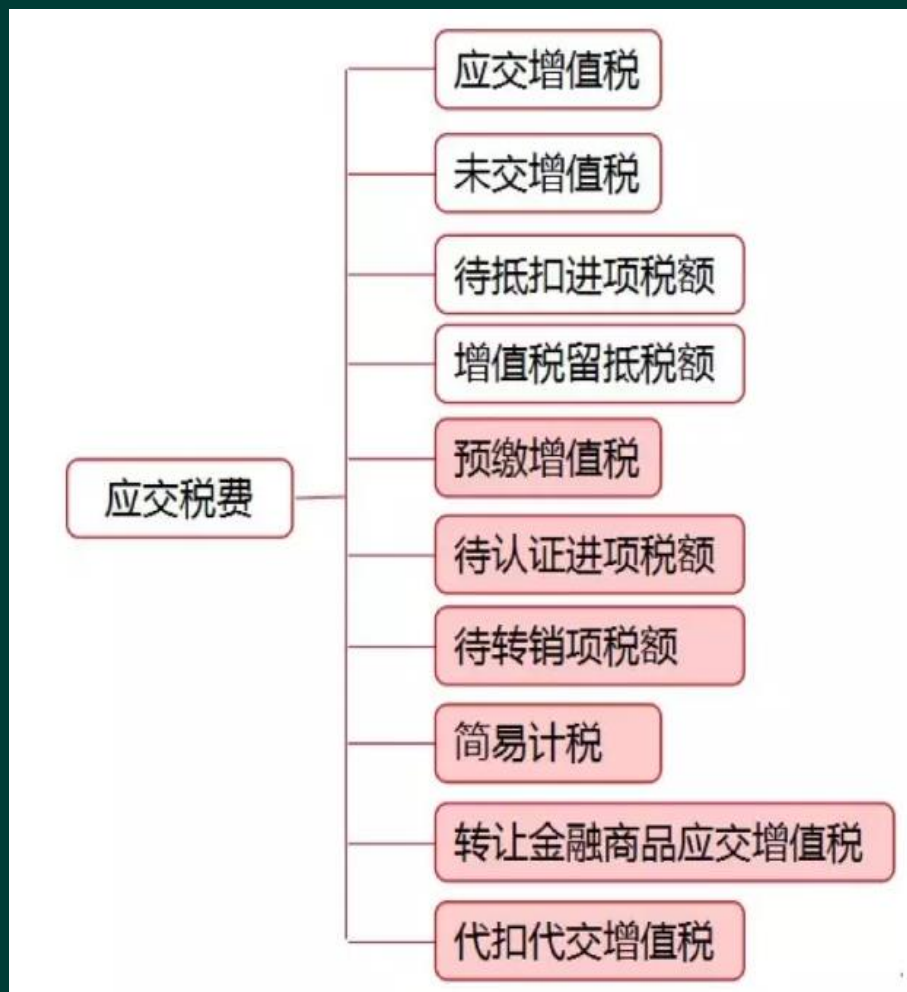 应交增值税
未交增值税
待抵扣进项税额
增值税留抵税额
预缴增值税
应交税费
待认证进项税额
待转销项税额
简易计税
转让金融商品应交增值税
代扣代交增值税